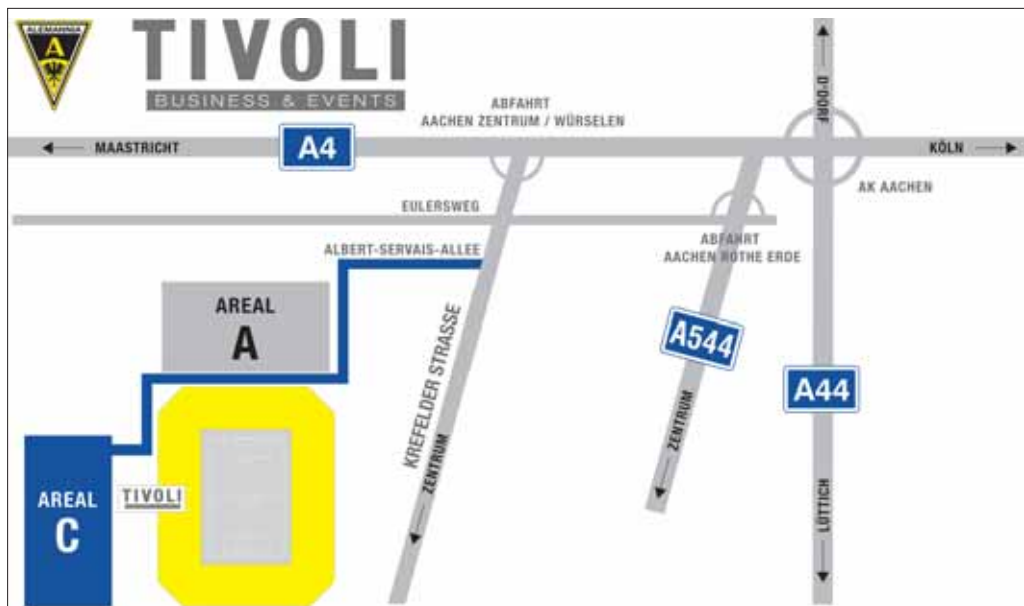 ALEMANNIA
A
TIVOLI
BUSINESS & EVENTS
ABFAHRT
AACHEN ZENTRUM / WÜRSELEN
D'DORF
MAASTRICHT
A4
KÖLN
AK AACHEN
EULERSWEG
ABFAHRT
AACHEN ROTHE ERDE
ALBERT-SERVAIS-ALLEE
AREAL
A
KREFELDER STRASSE
ZENTRUM
A544
ZENTRUM
A44
LÜTTICH
AREAL
C
TIVOLI